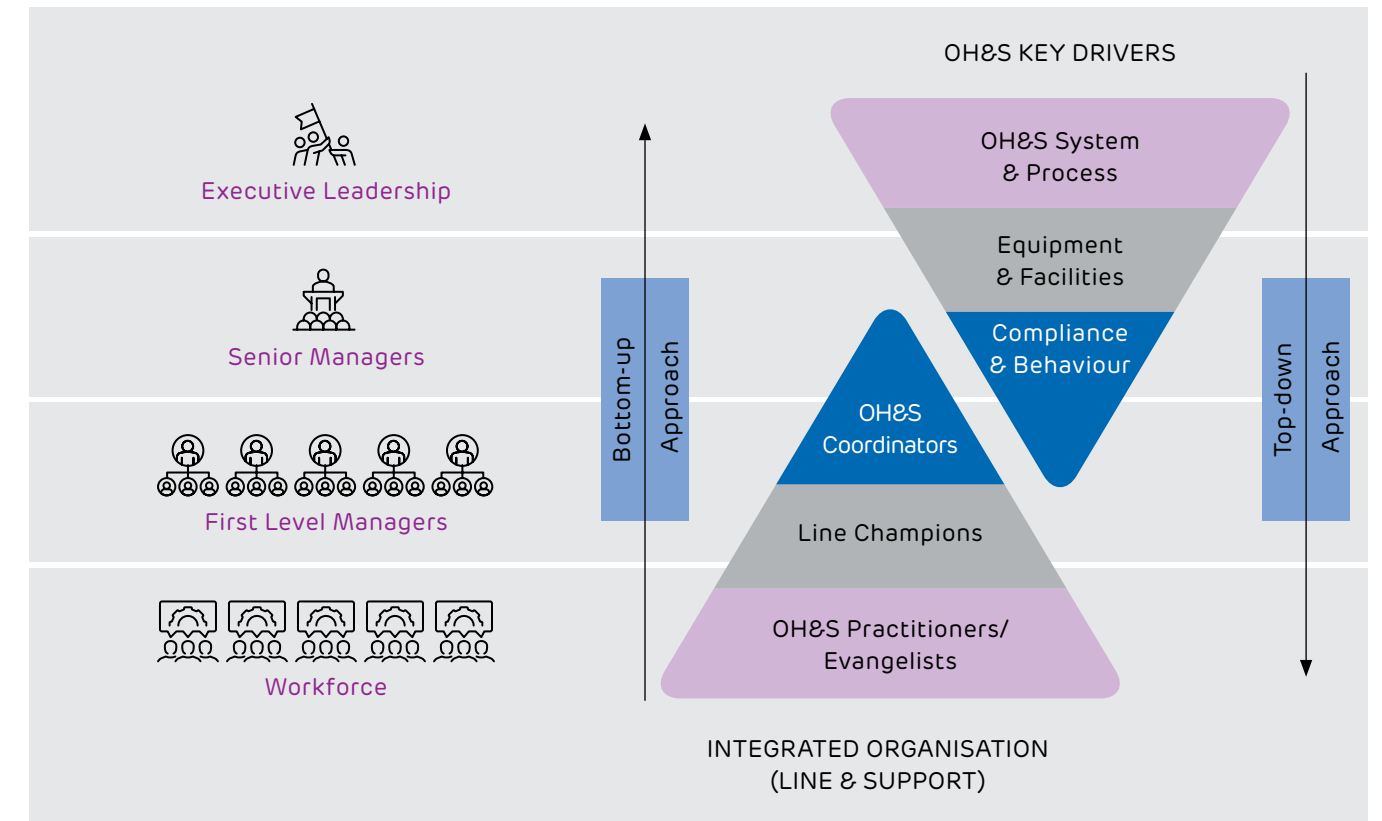 OH&S KEY DRIVERS
OH&S System
& Process
Executive Leadership
Equipment
& Facilities
Senior Managers
Compliance
& Behaviour
Bottom-up
Approach
Top-down
Approach
OH&S
Coordinators
First Level Managers
Line Champions
OH&S Practitioners/
Evangelists
Workforce
INTEGRATED ORGANISATION
(LINE & SUPPORT)